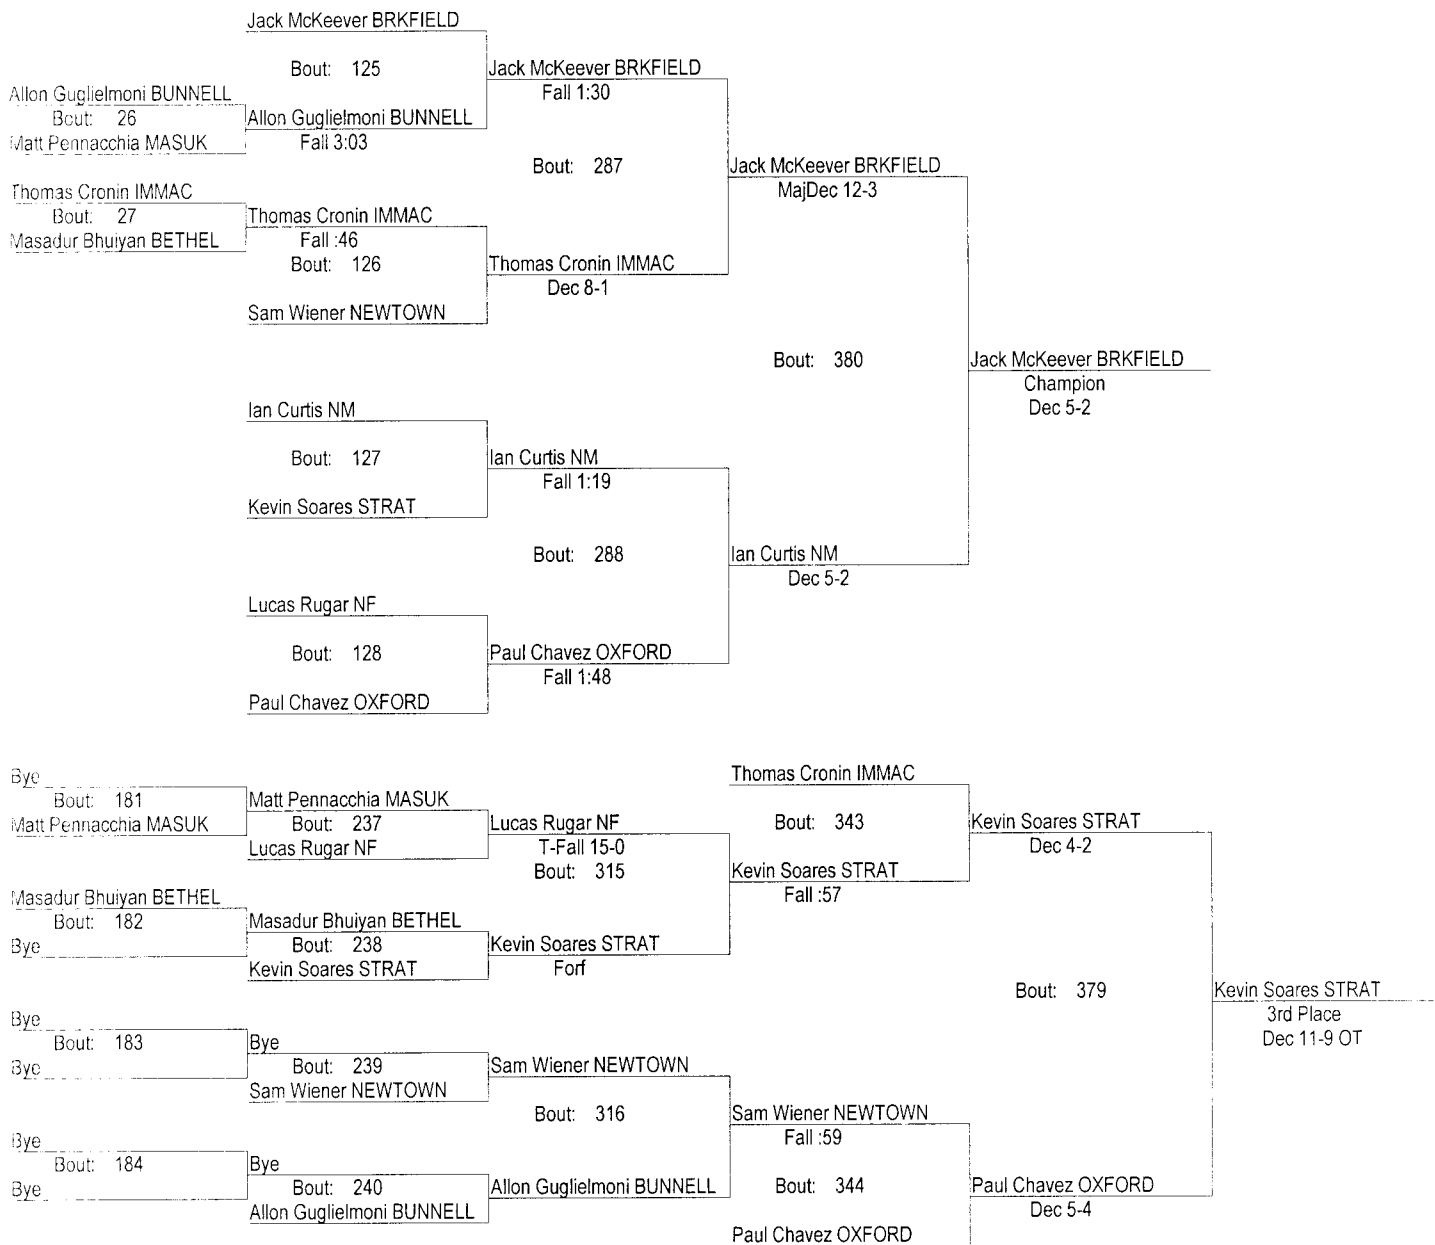 Jack McKeever BRKFIELD
Bout: 125
Jack McKeever BRKFIELD
Fall 1:30
Allon Guglielmoni BUNNELL
Bout: 26
Allon Guglielmoni BUNNELL
Matt Pennacchia MASUK
Fall 3:03
Bout: 287
Jack McKeever BRKFIELD
MajDec 12-3
Thomas Cronin IMMAC
Bout: 27
Thomas Cronin IMMAC
Masadur Bhuiyan BETHEL
Fall :46
Bout: 126
Thomas Cronin IMMAC
Dec 8-1
Sam Wiener NEWTOWN
Bout: 380
Jack McKeever BRKFIELD
Champion
Dec 5-2
Ian Curtis NM
Bout: 127
Ian Curtis NM
Fall 1:19
Kevin Soares STRAT
Bout: 288
Ian Curtis NM
Dec 5-2
Lucas Rugar NF
Bout: 128
Paul Chavez OXFORD
Fall 1:48
Paul Chavez OXFORD
Bye
Bout: 181
Matt Pennacchia MASUK
Matt Pennacchia MASUK
Bout: 237
Lucas Rugar NF
Lucas Rugar NF
T-Fall 15-0
Bout: 315
Thomas Cronin IMMAC
Bout: 343
Kevin Soares STRAT
Dec 4-2
Kevin Soares STRAT
Fall :57
Masadur Bhuiyan BETHEL
Bout: 182
Bye
Masadur Bhuiyan BETHEL
Bout: 238
Kevin Soares STRAT
Kevin Soares STRAT
Forf
Bout: 379
Kevin Soares STRAT
3rd Place
Dec 11-9 OT
Bye
Bout: 183
Bye
Bye
Bout: 239
Sam Wiener NEWTOWN
Sam Wiener NEWTOWN
Bout: 316
Sam Wiener NEWTOWN
Fall :59
Bye
Bout: 184
Bye
Bye
Bout: 240
Allon Guglielmoni BUNNELL
Allon Guglielmoni BUNNELL
Bout: 344
Paul Chavez OXFORD
Dec 5-4
Paul Chavez OXFORD